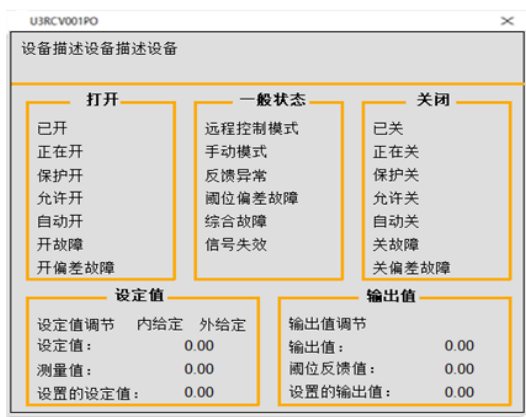 U3RCV001PO
设备描述设备描述设备
打开
已开
正在开
保护开
允许开
自动开
开故障
开偏差故障
一般状态
远程控制模式
手动模式
反馈异常
阀位偏差故障
综合故障
信号失效
关闭
已关
正在关
保护关
允许关
自动关
关故障
关偏差故障
设定值
设定值调节 内给定 外给定
设定值： 0.00
测量值： 0.00
设置的设定值： 0.00
输出值
输出值调节
输出值： 0.00
阀位反馈值： 0.00
设置的输出值： 0.00